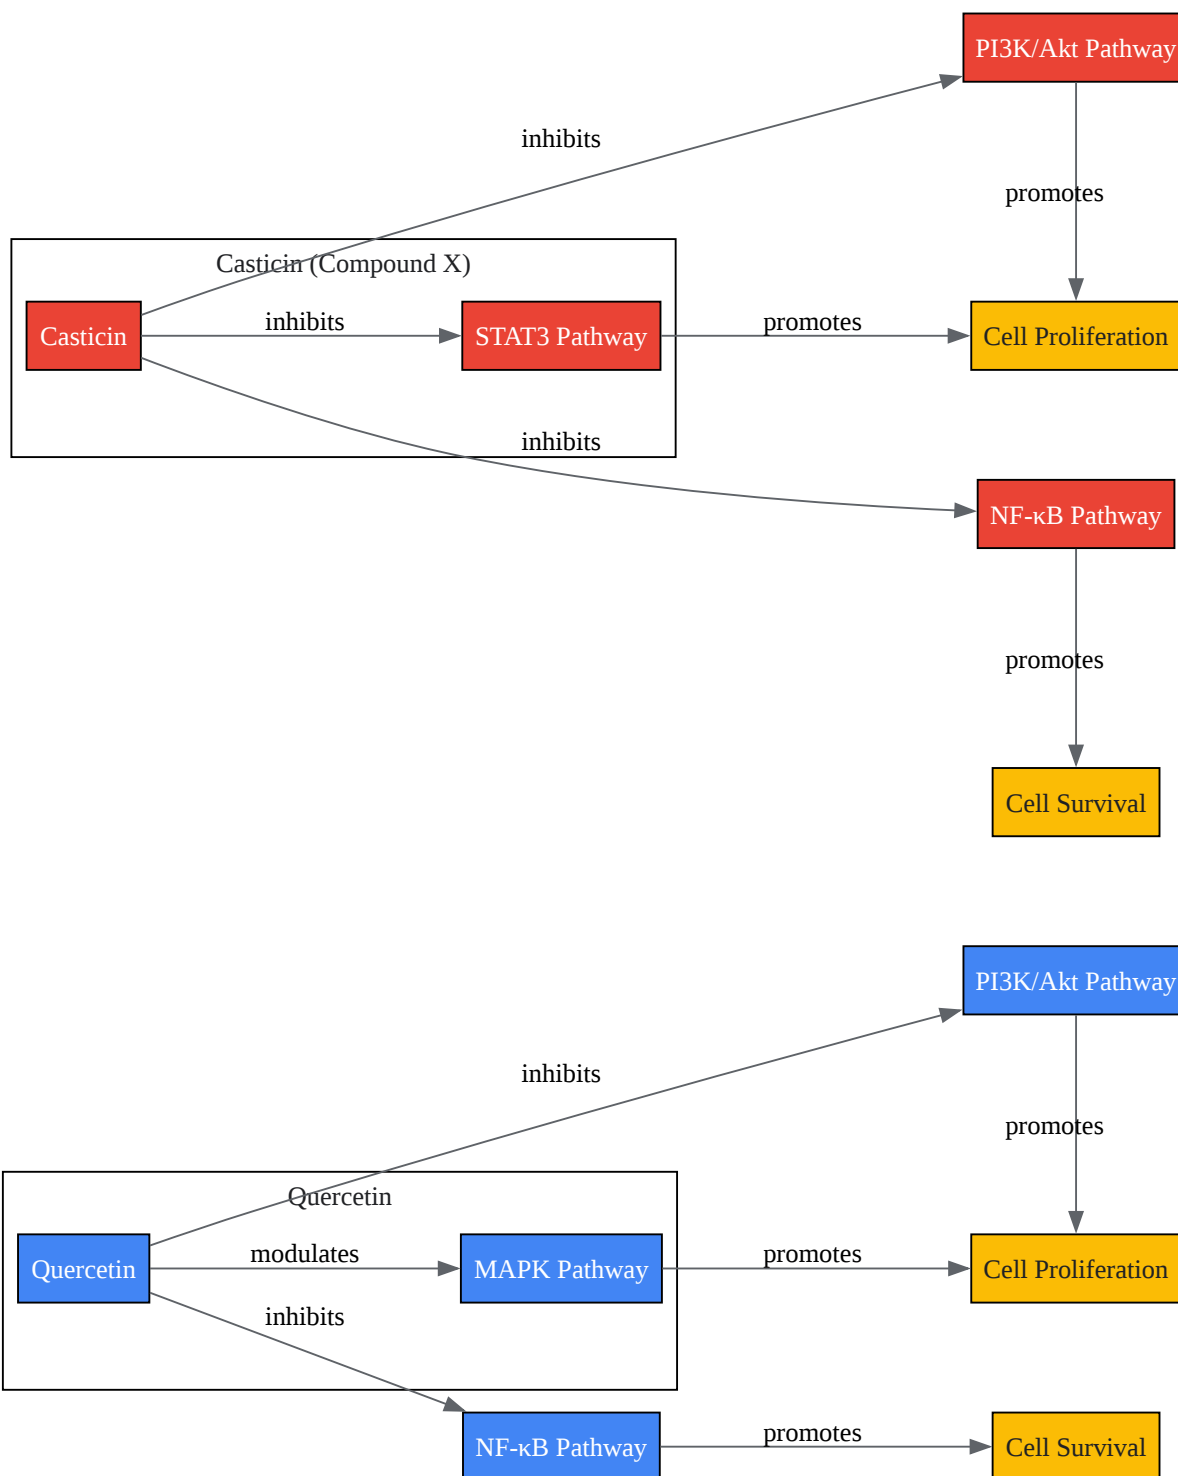 PI3K/Akt Pathway
inhibits
promotes
Casticin (Compound X)
Casticin
inhibits
STAT3 Pathway
promotes
Cell Proliferation
inhibits
NF-κB Pathway
promotes
Cell Survival
PI3K/Akt Pathway
inhibits
promotes
Quercetin
Quercetin
modulates
MAPK Pathway
promotes
Cell Proliferation
inhibits
NF-κB Pathway
promotes
Cell Survival